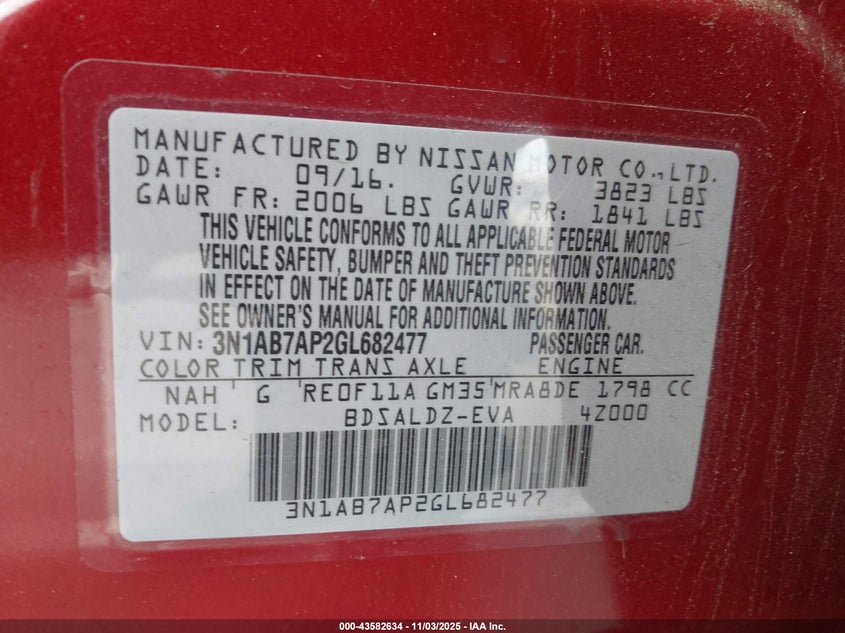 MANUFACTURED BY NISSAN MOTOR CO.,LTD.
DATE: 09/16. GVWR: 3823 LBS
GAWR FR: 2006 LBS GAWR RR: 1841 LBS
THIS VEHICLE CONFORMS TO ALL APPLICABLE FEDERAL MOTOR
VEHICLE SAFETY, BUMPER AND THEFT PREVENTION STANDARDS
IN EFFECT ON THE DATE OF MANUFACTURE SHOWN ABOVE.
SEE OWNER'S MANUAL FOR ADDITIONAL INFORMATION.
VIN: 3N1AB7AP2GL682477 PASSENGER CAR.
COLOR TRIM TRANS AXLE ENGINE
NAH G RE0F11A GM35 MRA8DE 1798 CC
MODEL: BDSALDZ-EVA 4Z000
3N1AB7AP2GL682477
000-43582634 - 11/03/2025 - IAA Inc.